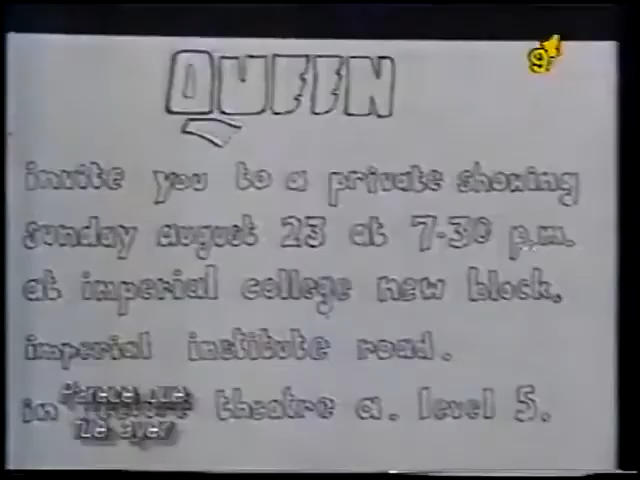 QUEEN
invite you to a private showing
sunday august 23 at 7-30 p.m.
at imperial college new block,
imperial institute road.
in theatre a. level 5.
9